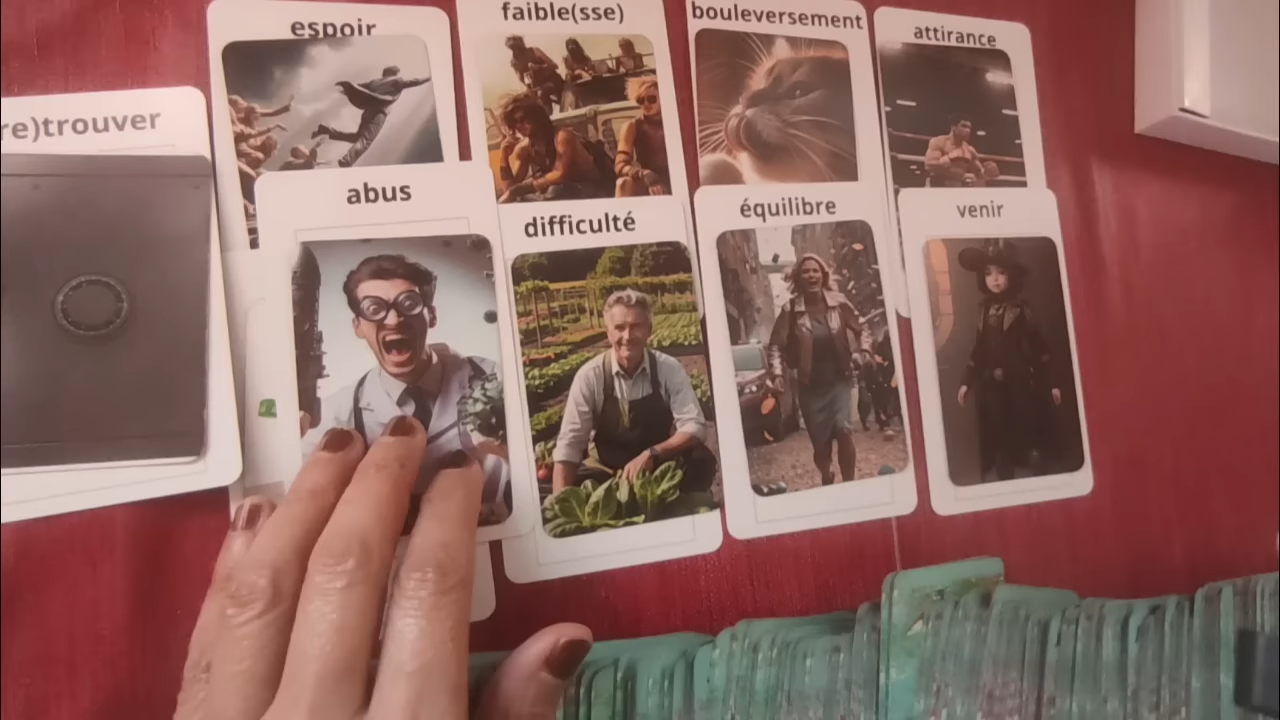 espoir
faible(sse)
bouleversement
attirance
re)trouver
abus
difficulté
équilibre
venir